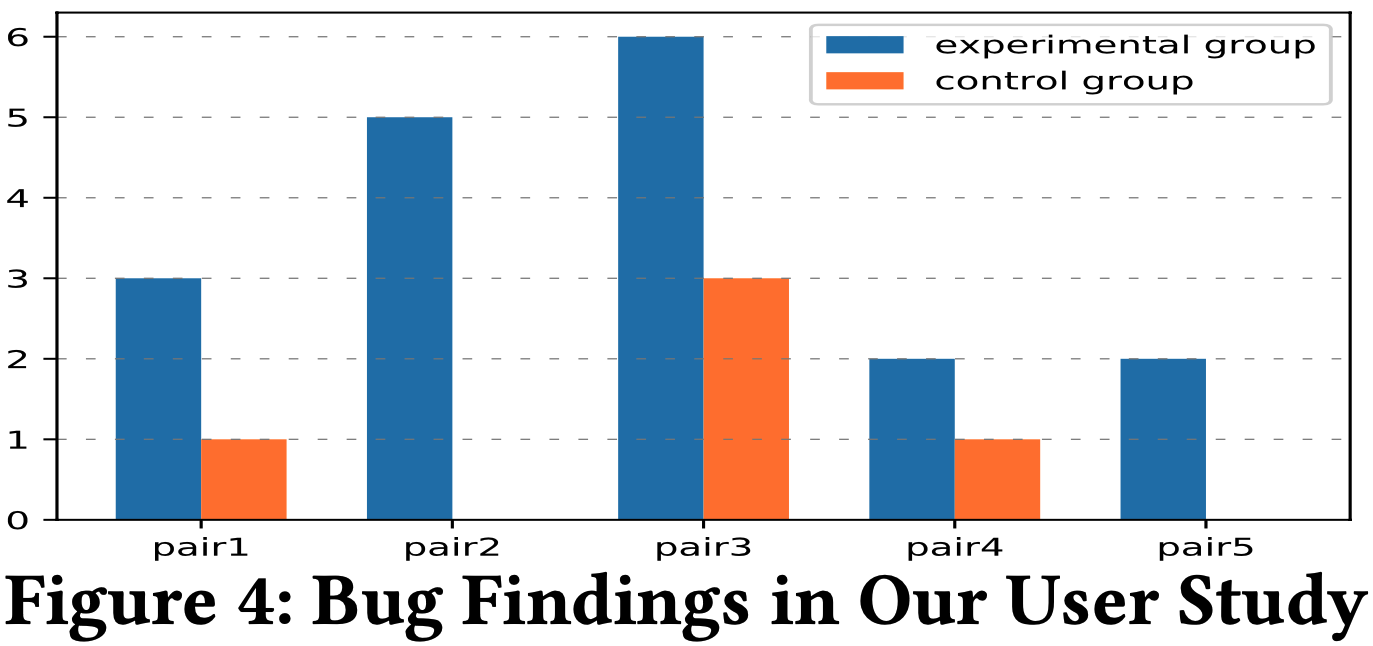 6
5
4
3
2
1
0
experimental group
control group
pair1 pair2 pair3 pair4 pair5
Figure 4: Bug Findings in Our User Study